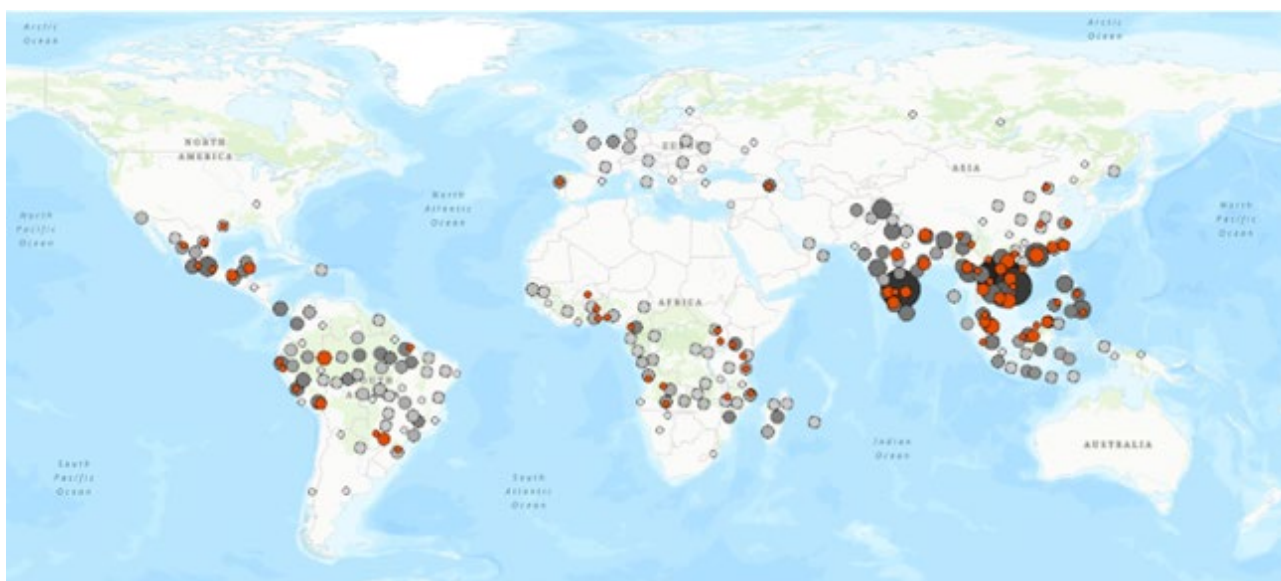 Arctic
Ocean
Arctic
Ocean
NORTH
AMERICA
ASIA
North
Pacific
Ocean
North
Atlantic
Ocean
North
Pacific
Ocean
AFRICA
SOUTH
AUSTRALIA
Indian
Ocean
South
Pacific
Ocean
South
Atlantic
Ocean